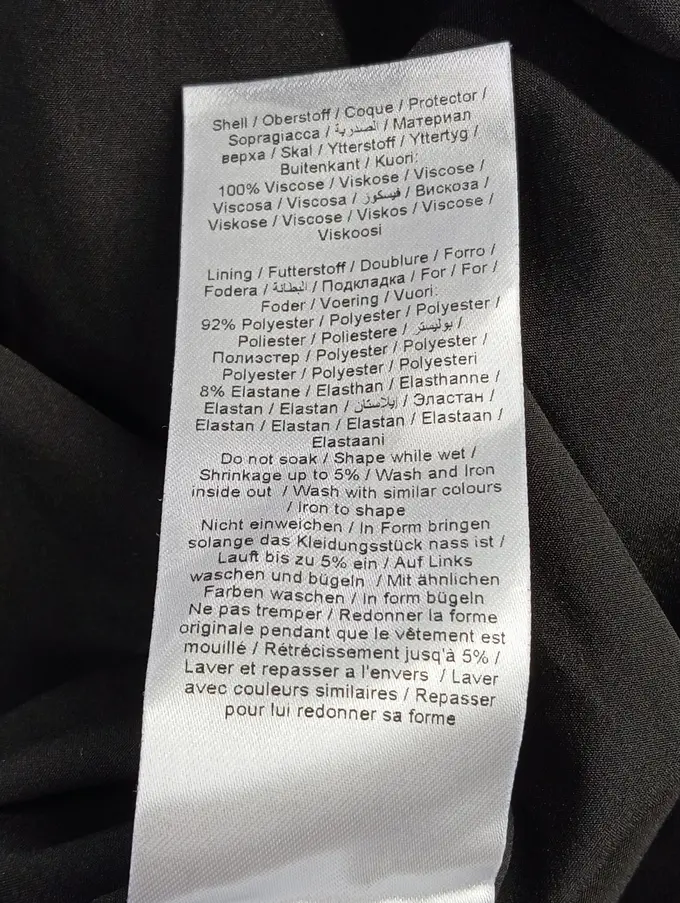 Shell / Oberstoff / Coque / Protector /
Sopragiacca / الصدرية / Материал
верха / Skal / Ytterstoff / Yttertyg /
Buitenkant / Kuori:
100% Viscose / Viskose / Viscose /
Viscosa / Viscosa / فيسكوز / Вискоза /
Viskose / Viscose / Viskos / Viscose /
Viskoosi
Lining / Futterstoff / Doublure / Forro /
Fodera / البطانة / Подкладка / For / For /
Foder / Voering / Vuori:
92% Polyester / Polyester / Polyester /
Poliester / Poliestere / بوليستر /
Полиэстер / Polyester / Polyester /
Polyester / Polyester / Polyesteri
8% Elastane / Elasthan / Elasthanne /
Elastan / Elastan / إيلاستان / Эластан /
Elastan / Elastan / Elastan / Elastaan /
Elastaani
Do not soak / Shape while wet /
Shrinkage up to 5% / Wash and Iron
inside out / Wash with similar colours
/ Iron to shape
Nicht einweichen / In Form bringen
solange das Kleidungsstück nass ist /
Lauft bis zu 5% ein / Auf Links
waschen und bügeln / Mit ähnlichen
Farben waschen / In form bügeln
Ne pas tremper / Redonner la forme
originale pendant que le vêtement est
mouillé / Rétrécissement jusq'à 5% /
Laver et repasser a l'envers / Laver
avec couleurs similaires / Repasser
pour lui redonner sa forme